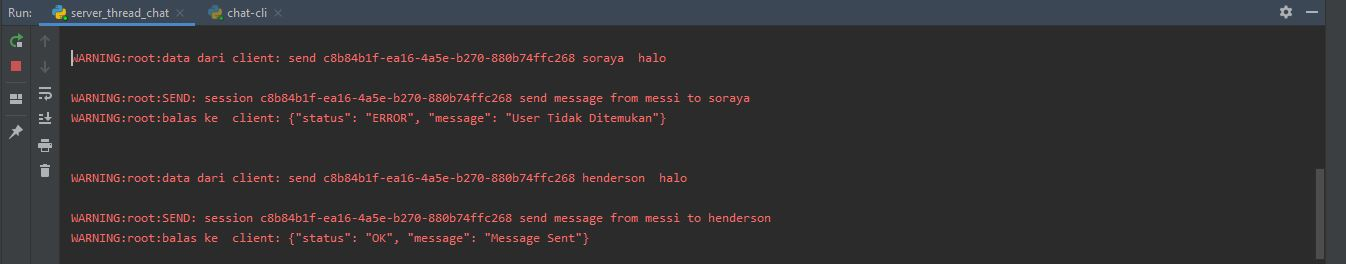 Run: server_thread_chat × chat-cli ×
WARNING:root:data dari client: send c8b84b1f-ea16-4a5e-b270-880b74ffc268 soraya  halo
WARNING:root:SEND: session c8b84b1f-ea16-4a5e-b270-880b74ffc268 send message from messi to soraya
WARNING:root:balas ke  client: {"status": "ERROR", "message": "User Tidak Ditemukan"}
WARNING:root:data dari client: send c8b84b1f-ea16-4a5e-b270-880b74ffc268 henderson  halo
WARNING:root:SEND: session c8b84b1f-ea16-4a5e-b270-880b74ffc268 send message from messi to henderson
WARNING:root:balas ke  client: {"status": "OK", "message": "Message Sent"}